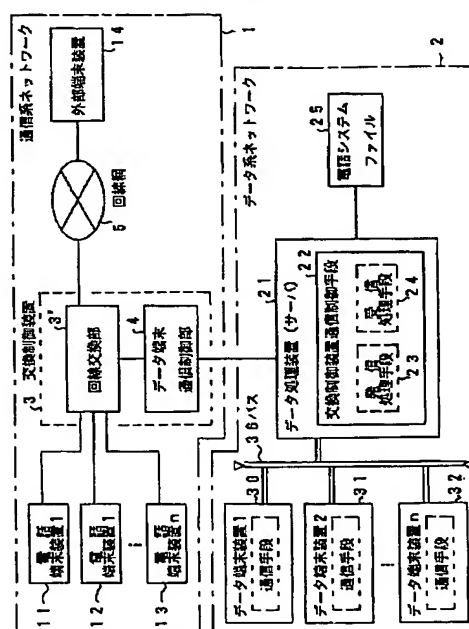 通信系ネットワーク
1
外部端末装置
14
回線網
5
3 交換制御装置
回線交換部
3'
データ端末
通信制御部
4
電話
端末装置1
11
電話
端末装置1
12
電話
端末装置n
13
データ系ネットワーク
2
電話システム
ファイル
25
データ処理装置(サーバ)
21
交換制御装置通信制御手段
22
発信
処理手段
23
受信
処理手段
24
36バス
データ端末装置1
通信手段
30
データ端末装置2
通信手段
31
データ端末装置n
通信手段
32